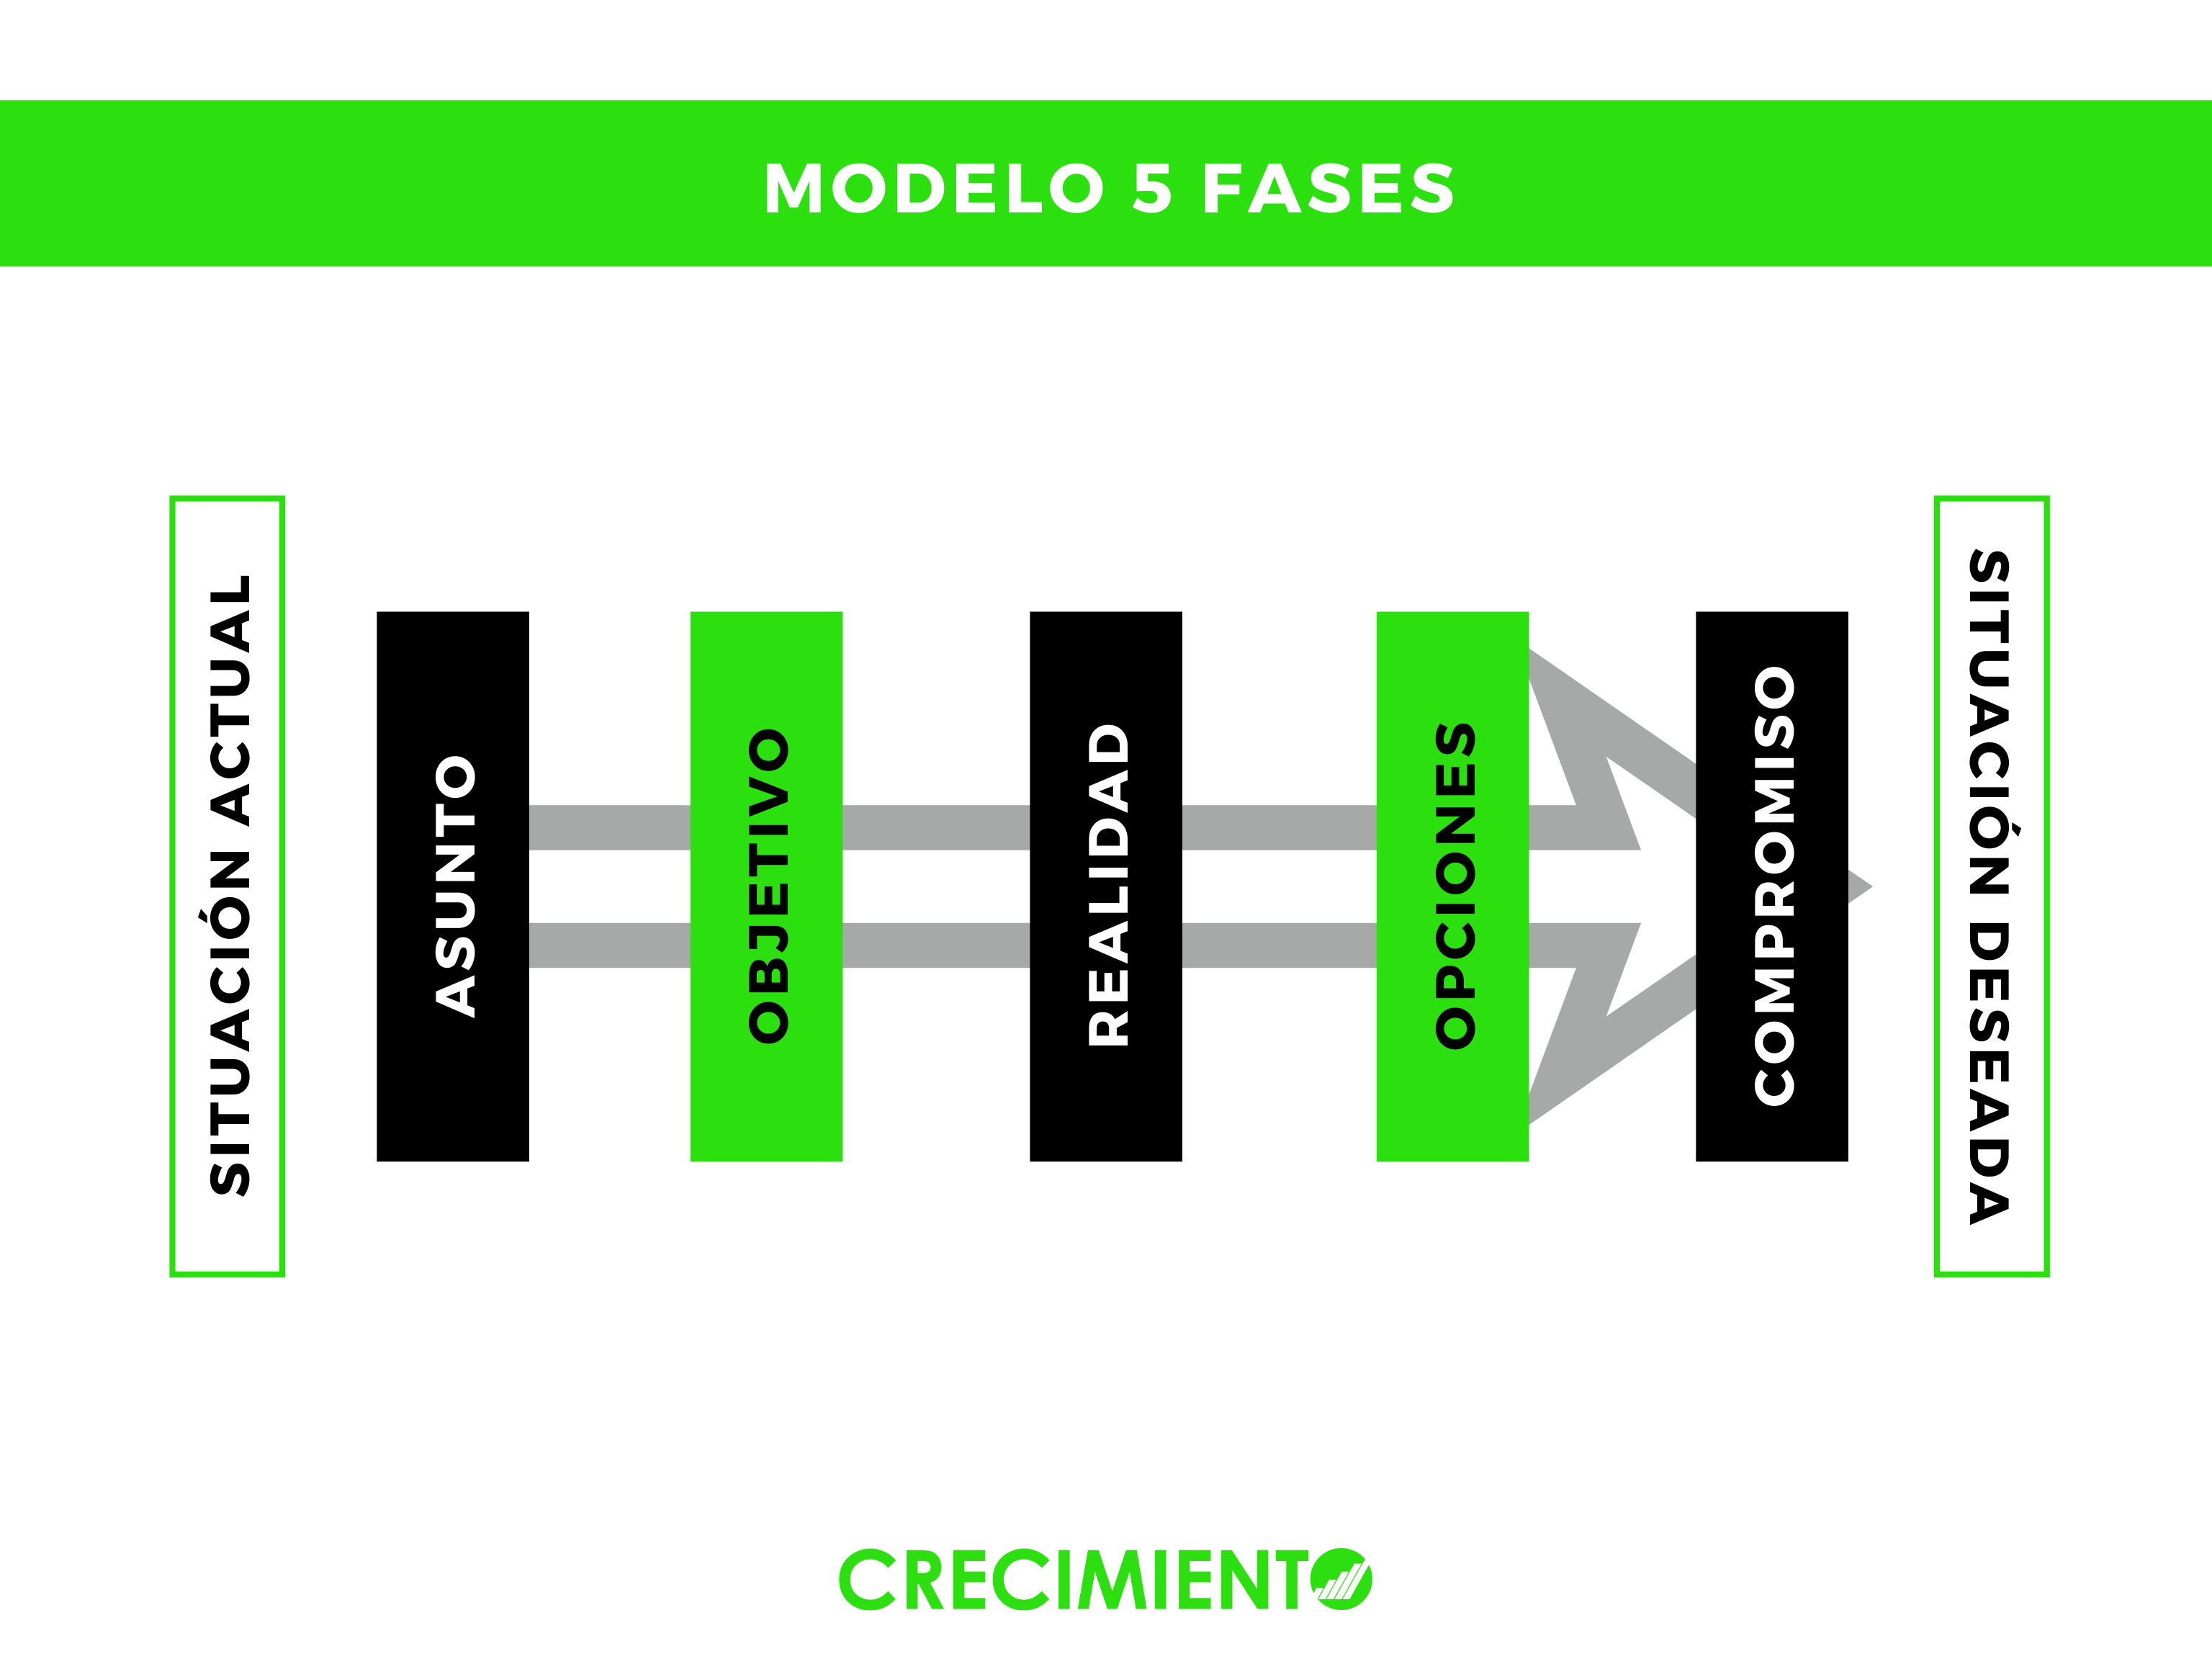 MODELO 5 FASES
SITUACIÓN ACTUAL
ASUNTO
OBJETIVO
REALIDAD
OPCIONES
COMPROMISO
SITUACIÓN DESEADA
CRECIMIENTO